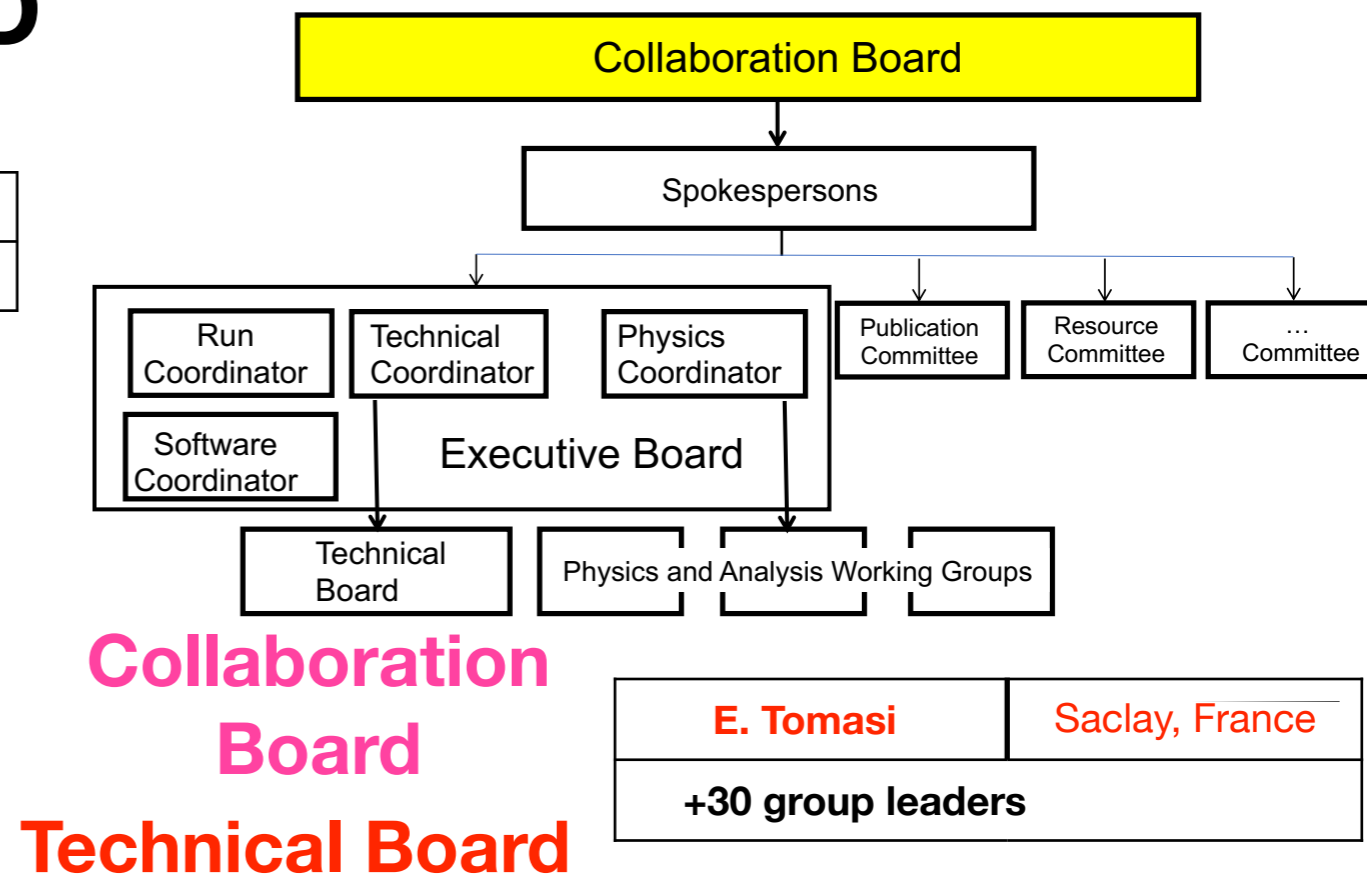 Collaboration Board
Spokespersons
Run
Coordinator
Technical
Coordinator
Physics
Coordinator
Publication
Committee
Resource
Committee
…
Committee
Software
Coordinator
Executive Board
Technical
Board
Physics and Analysis Working Groups
Collaboration
Board
E. Tomasi
Saclay, France
+30 group leaders
Technical Board